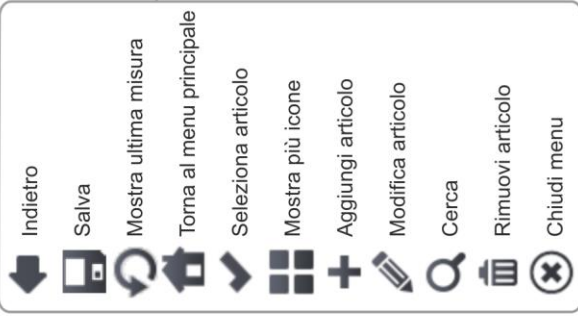 Indietro
Salva
Mostra ultima misura
Torna al menu principale
Seleziona articolo
Mostra più icone
Aggiungi articolo
Modifica articolo
Cerca
Rimuovi articolo
Chiudi menu